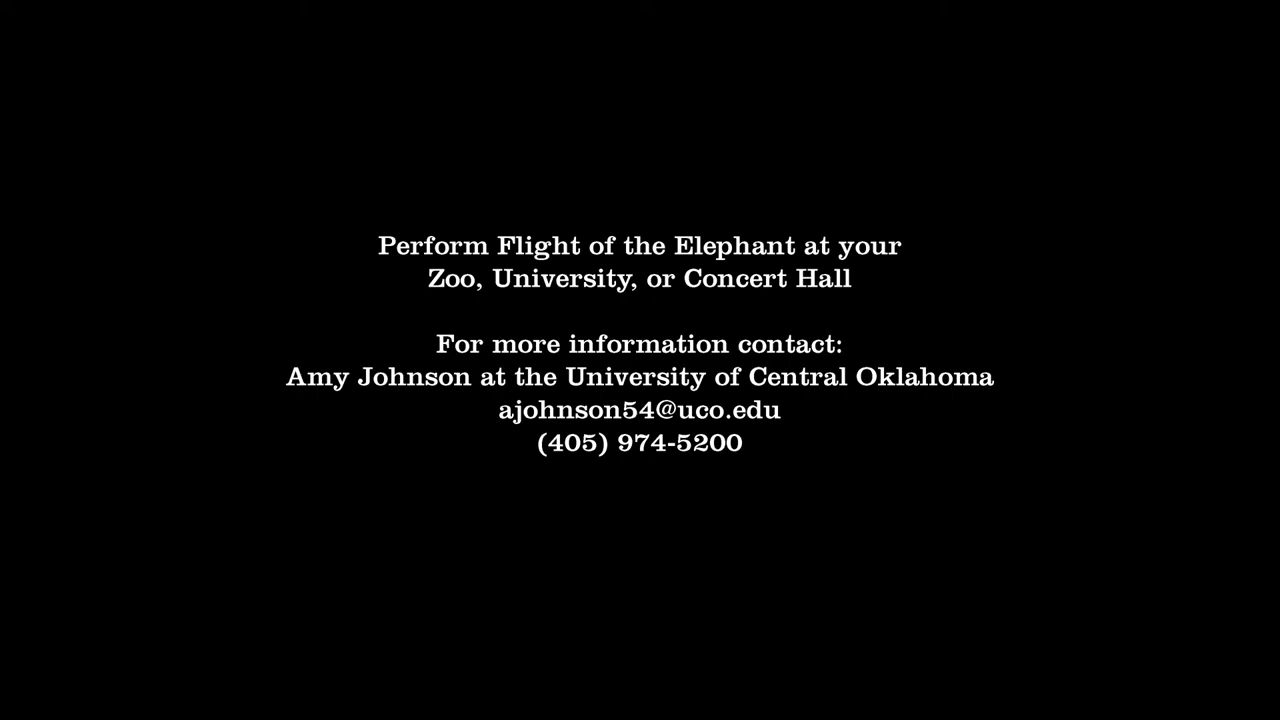 Perform Flight of the Elephant at your
Zoo, University, or Concert Hall
For more information contact:
Amy Johnson at the University of Central Oklahoma
ajohnson54@uco.edu
(405) 974-5200